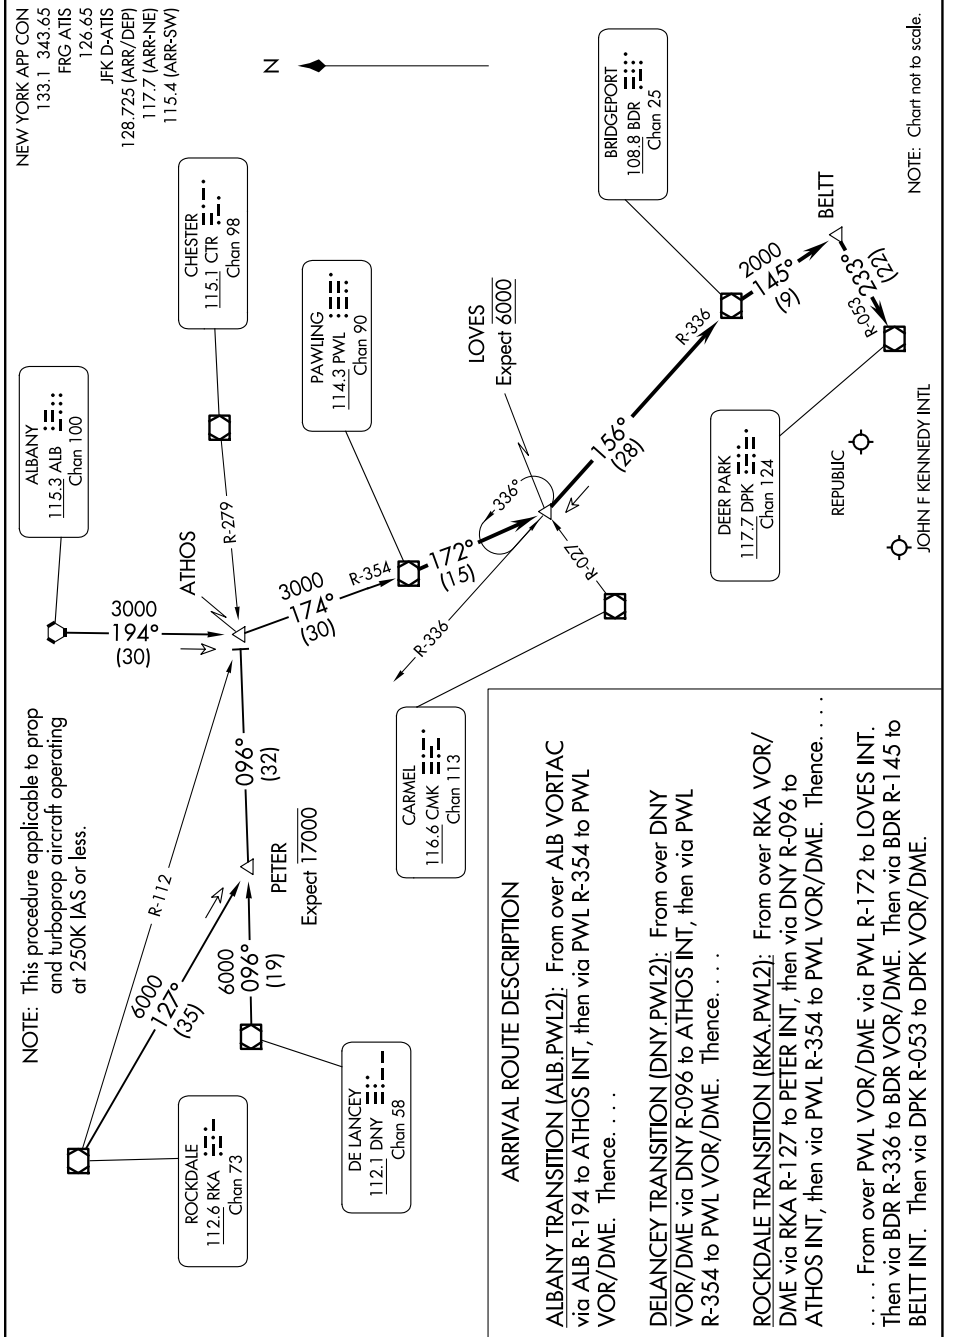 NEW YORK APP CON
133.1 343.65
FRG ATIS
126.65
JFK D-ATIS
128.725 (ARR/DEP)
117.7 (ARR-NE)
115.4 (ARR-SW)
NOTE: This procedure applicable to prop
and turboprop aircraft operating
at 250K IAS or less.
N
ALBANY
115.3 ALB
Chan 100
CHESTER
115.1 CTR
Chan 98
ROCKDALE
112.6 RKA
Chan 73
DE LANCEY
112.1 DNY
Chan 58
PAWLING
114.3 PWL
Chan 90
CARMEL
116.6 CMK
Chan 113
BRIDGEPORT
108.8 BDR
Chan 25
DEER PARK
117.7 DPK
Chan 124
3000
194°
(30)
ATHOS
R-279
R-112
6000
127°
(35)
6000
096°
(19)
PETER
Expect 17000
096°
(32)
3000
174°
(30)
R-354
172°
(15)
336°
R-336
R-027
LOVES
Expect 6000
156°
(28)
R-336
2000
145°
(9)
BELTT
R-053
233°
(22)
REPUBLIC
JOHN F KENNEDY INTL
NOTE: Chart not to scale.
ARRIVAL ROUTE DESCRIPTION
ALBANY TRANSITION (ALB.PWL2): From over ALB VORTAC
via ALB R-194 to ATHOS INT, then via PWL R-354 to PWL
VOR/DME. Thence. . . .
DELANCEY TRANSITION (DNY.PWL2): From over DNY
VOR/DME via DNY R-096 to ATHOS INT, then via PWL
R-354 to PWL VOR/DME. Thence. . . .
ROCKDALE TRANSITION (RKA.PWL2): From over RKA VOR/
DME via RKA R-127 to PETER INT, then via DNY R-096 to
ATHOS INT, then via PWL R-354 to PWL VOR/DME. Thence. . . .
. . . . From over PWL VOR/DME via PWL R-172 to LOVES INT.
Then via BDR R-336 to BDR VOR/DME. Then via BDR R-145 to
BELTT INT. Then via DPK R-053 to DPK VOR/DME.